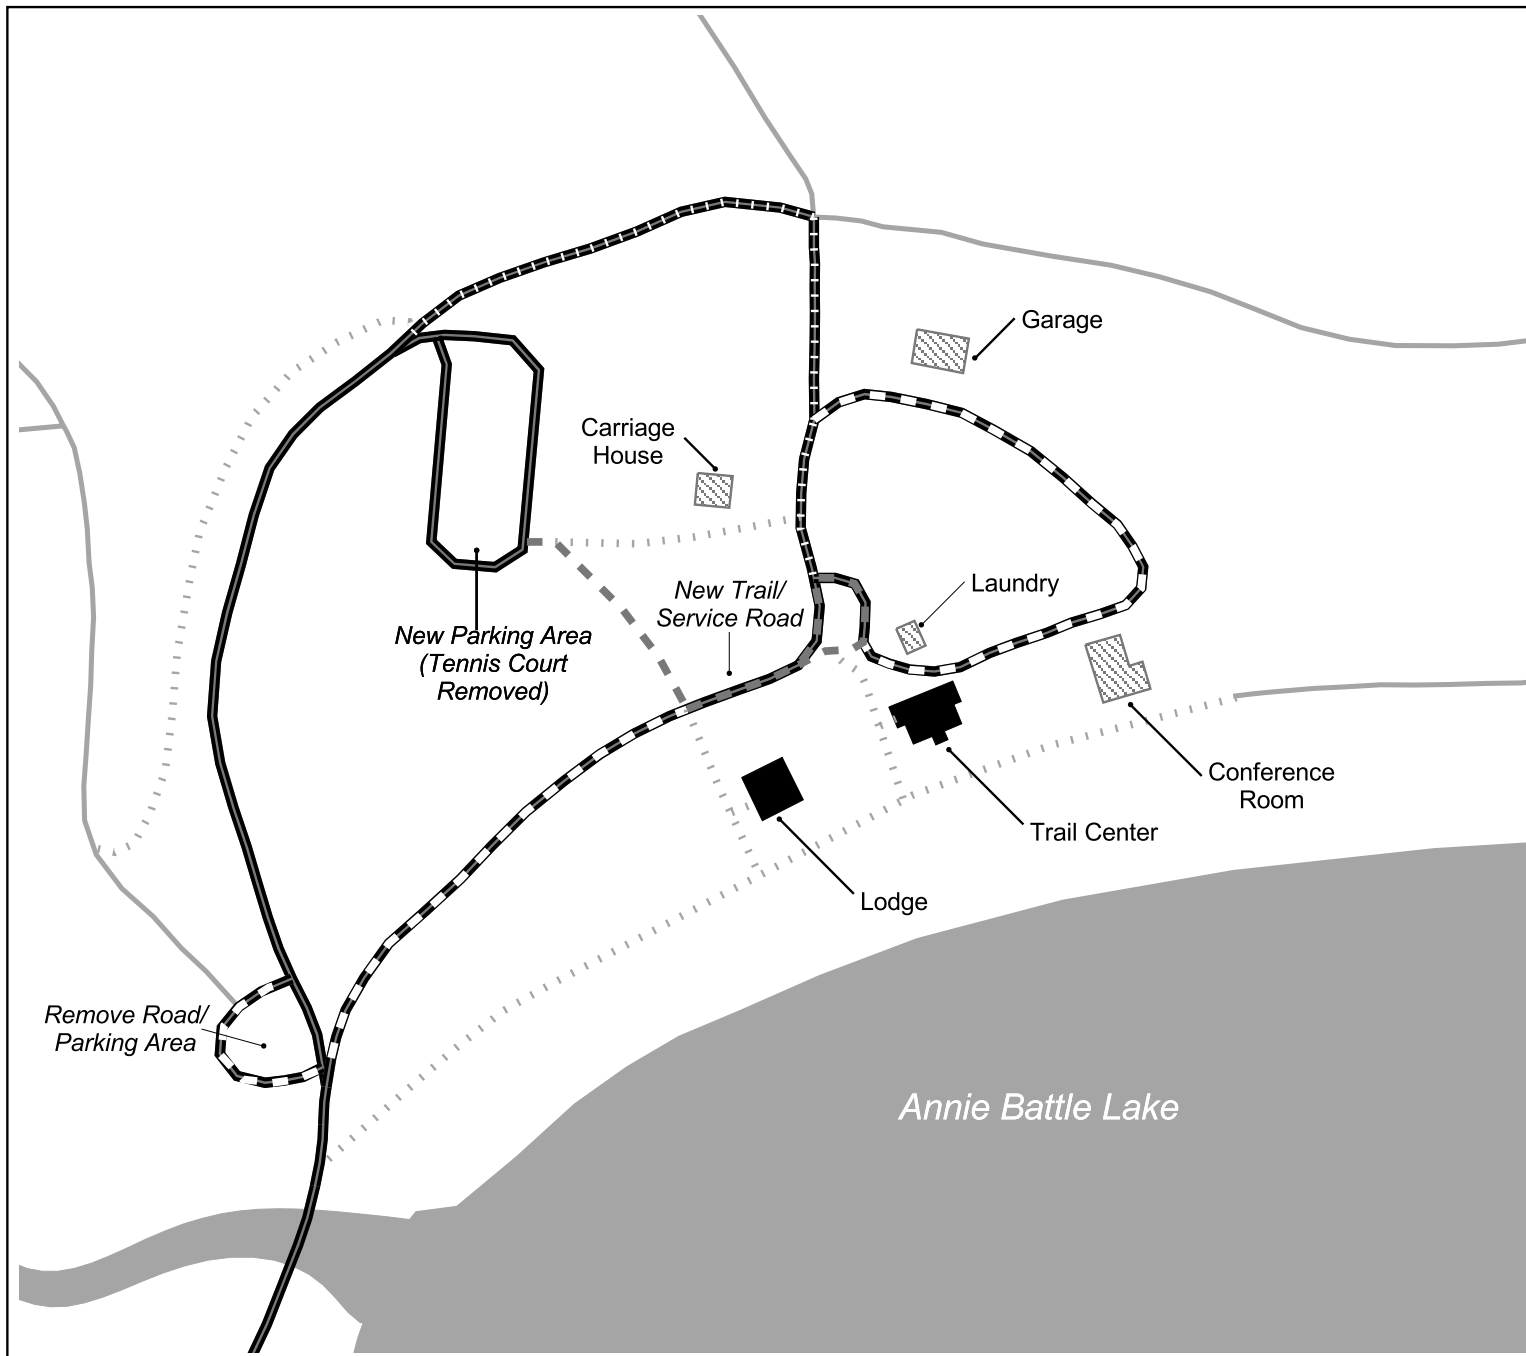 Garage
Carriage
House
Laundry
New Trail/
Service Road
New Parking Area
(Tennis Court
Removed)
Conference
Room
Trail Center
Lodge
Remove Road/
Parking Area
Annie Battle Lake